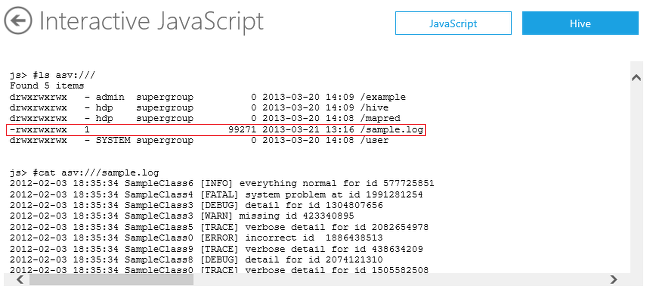 Interactive JavaScript
JavaScript
Hive
js> #ls asv:///
Found 5 items
drwxrwxrwx   - admin  supergroup          0 2013-03-20 14:09 /example
drwxrwxrwx   - hdp    supergroup          0 2013-03-20 14:09 /hive
drwxrwxrwx   - hdp    supergroup          0 2013-03-20 14:08 /mapred
-rwxrwxrwx   1                        99271 2013-03-21 13:16 /sample.log
drwxrwxrwx   - SYSTEM supergroup          0 2013-03-20 14:08 /user
js> #cat asv:///sample.log
2012-02-03 18:35:34 SampleClass6 [INFO] everything normal for id 577725851
2012-02-03 18:35:34 SampleClass4 [FATAL] system problem at id 1991281254
2012-02-03 18:35:34 SampleClass3 [DEBUG] detail for id 1304807656
2012-02-03 18:35:34 SampleClass3 [WARN] missing id 423340895
2012-02-03 18:35:34 SampleClass5 [TRACE] verbose detail for id 2082654978
2012-02-03 18:35:34 SampleClass0 [ERROR] incorrect id  1886438513
2012-02-03 18:35:34 SampleClass9 [TRACE] verbose detail for id 438634209
2012-02-03 18:35:34 SampleClass8 [DEBUG] detail for id 2074121310
2012-02-03 18:35:34 SampleClass0 [TRACE] verbose detail for id 1505582508